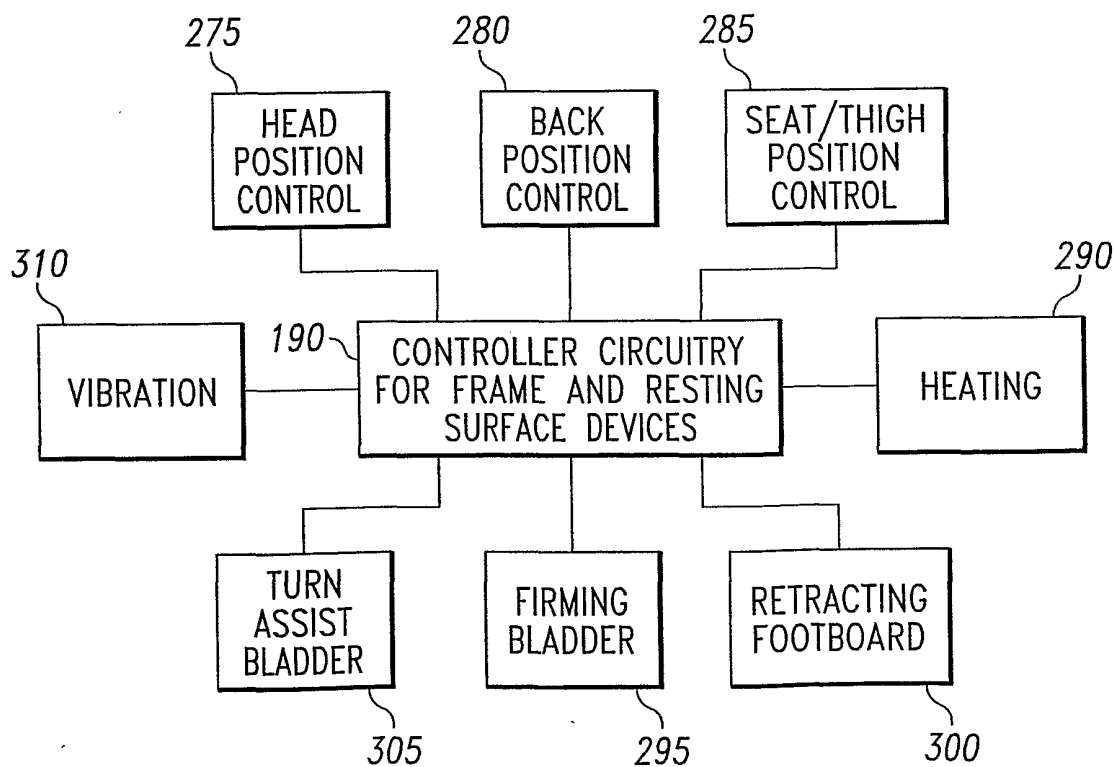 275
280
285
HEAD
POSITION
CONTROL
BACK
POSITION
CONTROL
SEAT/THIGH
POSITION
CONTROL
310
190
290
VIBRATION
CONTROLLER CIRCUITRY
FOR FRAME AND RESTING
SURFACE DEVICES
HEATING
TURN
ASSIST
BLADDER
FIRMING
BLADDER
RETRACTING
FOOTBOARD
305
295
300